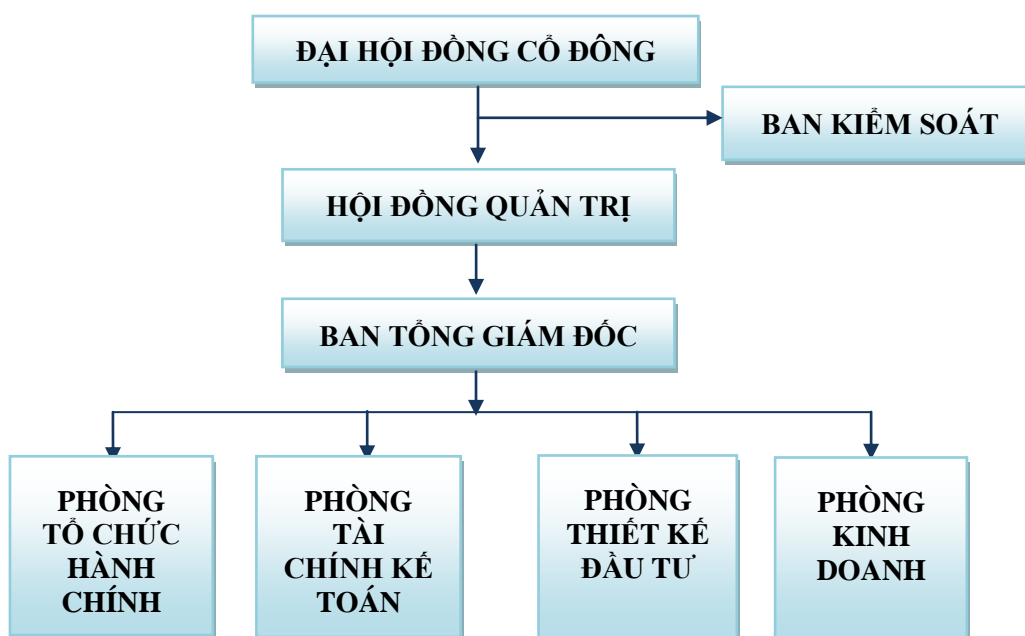 ĐẠI HỘI ĐỒNG CỔ ĐÔNG
BAN KIỂM SOÁT
HỘI ĐỒNG QUẢN TRỊ
BAN TỔNG GIÁM ĐỐC
PHÒNG
TỔ CHỨC
HÀNH
CHÍNH
PHÒNG
TÀI
CHÍNH KẾ
TOÁN
PHÒNG
THIẾT KẾ
ĐẦU TƯ
PHÒNG
KINH
DOANH